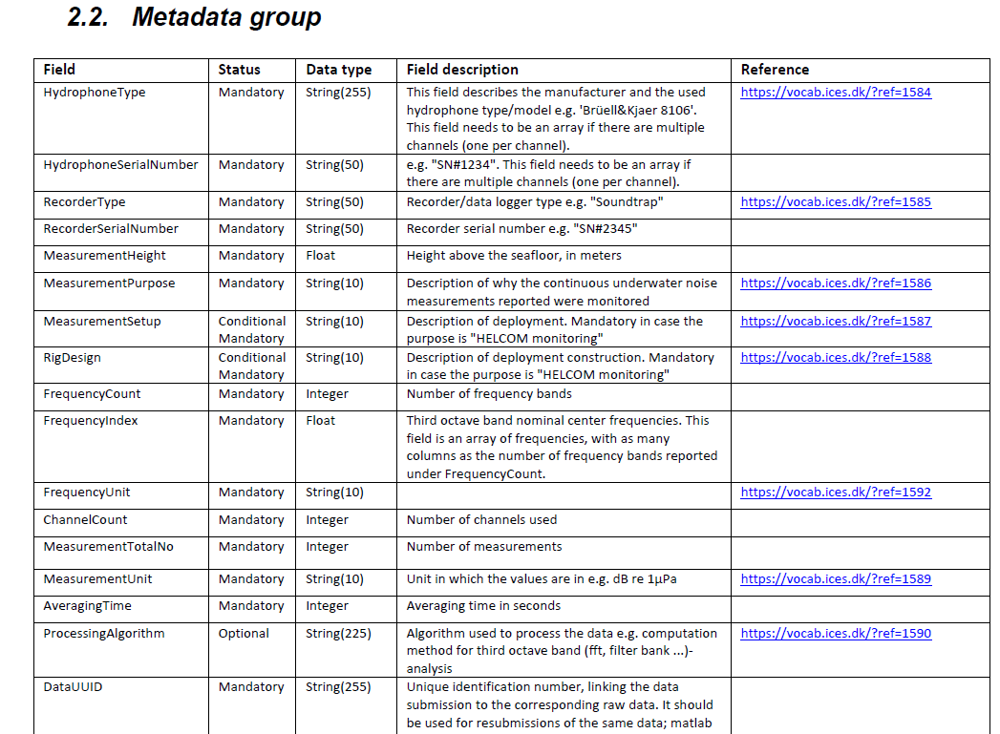 2.2. Metadata group
Field Status Data type Field description Reference
HydrophoneType Mandatory String(255) This field describes the manufacturer and the used https://vocab.ices.dk/?ref=1584
hydrophone type/model e.g. 'Brüell&Kjaer 8106'.
This field needs to be an array if there are multiple
channels (one per channel).
HydrophoneSerialNumber Mandatory String(50) e.g. "SN#1234". This field needs to be an array if
there are multiple channels (one per channel).
RecorderType Mandatory String(50) Recorder/data logger type e.g. "Soundtrap" https://vocab.ices.dk/?ref=1585
RecorderSerialNumber Mandatory String(50) Recorder serial number e.g. "SN#2345"
MeasurementHeight Mandatory Float Height above the seafloor, in meters
MeasurementPurpose Mandatory String(10) Description of why the continuous underwater noise https://vocab.ices.dk/?ref=1586
measurements reported were monitored
MeasurementSetup Conditional String(10) Description of deployment. Mandatory in case the https://vocab.ices.dk/?ref=1587
Mandatory purpose is "HELCOM monitoring"
RigDesign Conditional String(10) Description of deployment construction. Mandatory https://vocab.ices.dk/?ref=1588
Mandatory in case the purpose is "HELCOM monitoring"
FrequencyCount Mandatory Integer Number of frequency bands
FrequencyIndex Mandatory Float Third octave band nominal center frequencies. This
field is an array of frequencies, with as many
columns as the number of frequency bands reported
under FrequencyCount.
FrequencyUnit Mandatory String(10) https://vocab.ices.dk/?ref=1592
ChannelCount Mandatory Integer Number of channels used
MeasurementTotalNo Mandatory Integer Number of measurements
MeasurementUnit Mandatory String(10) Unit in which the values are in e.g. dB re 1µPa https://vocab.ices.dk/?ref=1589
AveragingTime Mandatory Integer Averaging time in seconds
ProcessingAlgorithm Optional String(225) Algorithm used to process the data e.g. computation https://vocab.ices.dk/?ref=1590
method for third octave band (fft, filter bank ...)-
analysis
DataUUID Mandatory String(255) Unique identification number, linking the data
submission to the corresponding raw data. It should
be used for resubmissions of the same data; matlab